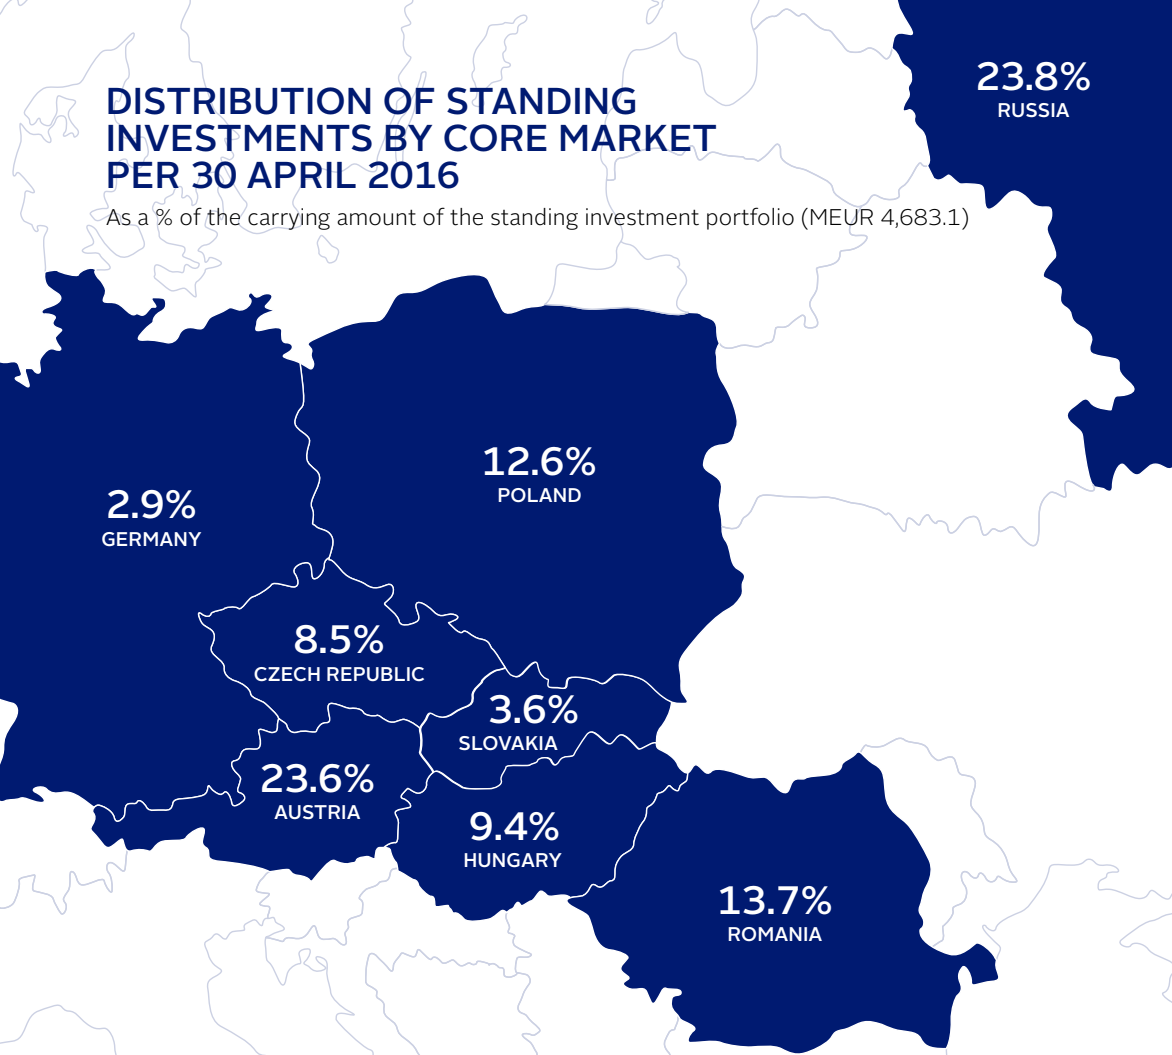 DISTRIBUTION OF STANDING
INVESTMENTS BY CORE MARKET
PER 30 APRIL 2016
As a % of the carrying amount of the standing investment portfolio (MEUR 4,683.1)
23.8%
RUSSIA
12.6%
POLAND
2.9%
GERMANY
8.5%
CZECH REPUBLIC
3.6%
SLOVAKIA
23.6%
AUSTRIA
9.4%
HUNGARY
13.7%
ROMANIA